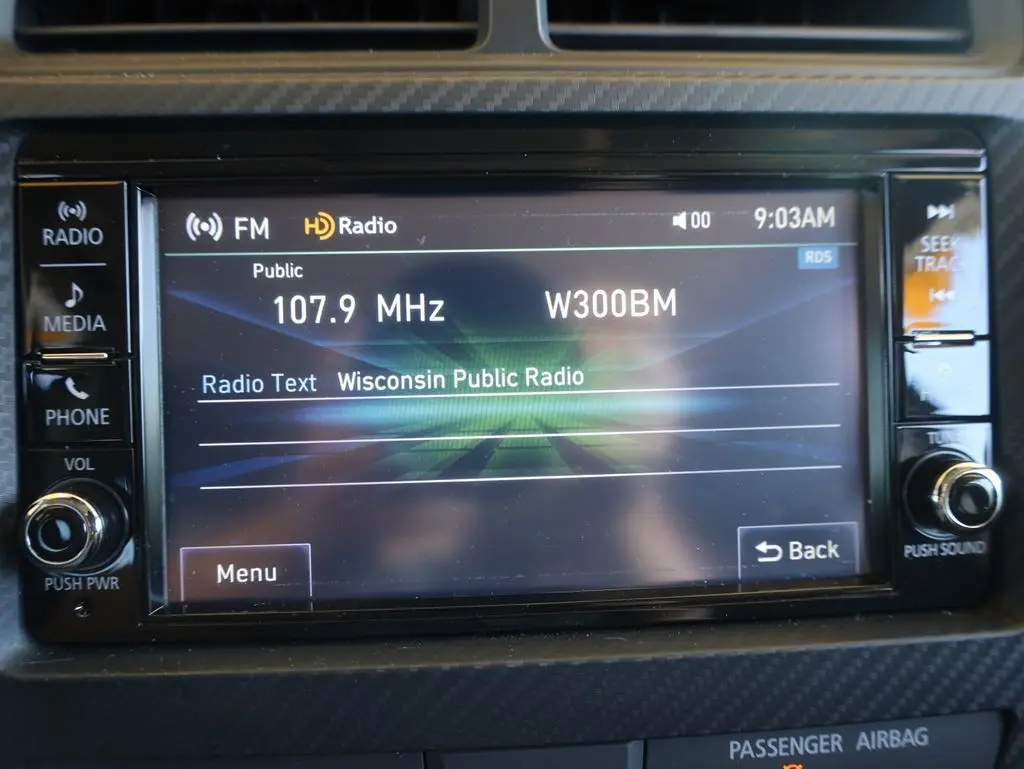 RADIO
MEDIA
PHONE
VOL
PUSH PWR
FM HD Radio 00 9:03AM
RDS
Public
107.9 MHz W300BM
Radio Text Wisconsin Public Radio
Menu
Back
SEEK
TRACK
TUNE
PUSH SOUND
PASSENGER AIRBAG